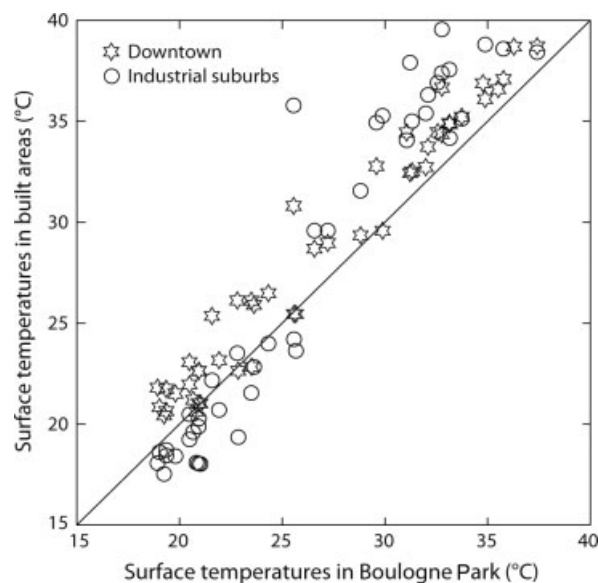 40
Downtown
Industrial suburbs
35
30
25
20
15
15 20 25 30 35 40
Surface temperatures in built areas (°C)
Surface temperatures in Boulogne Park (°C)